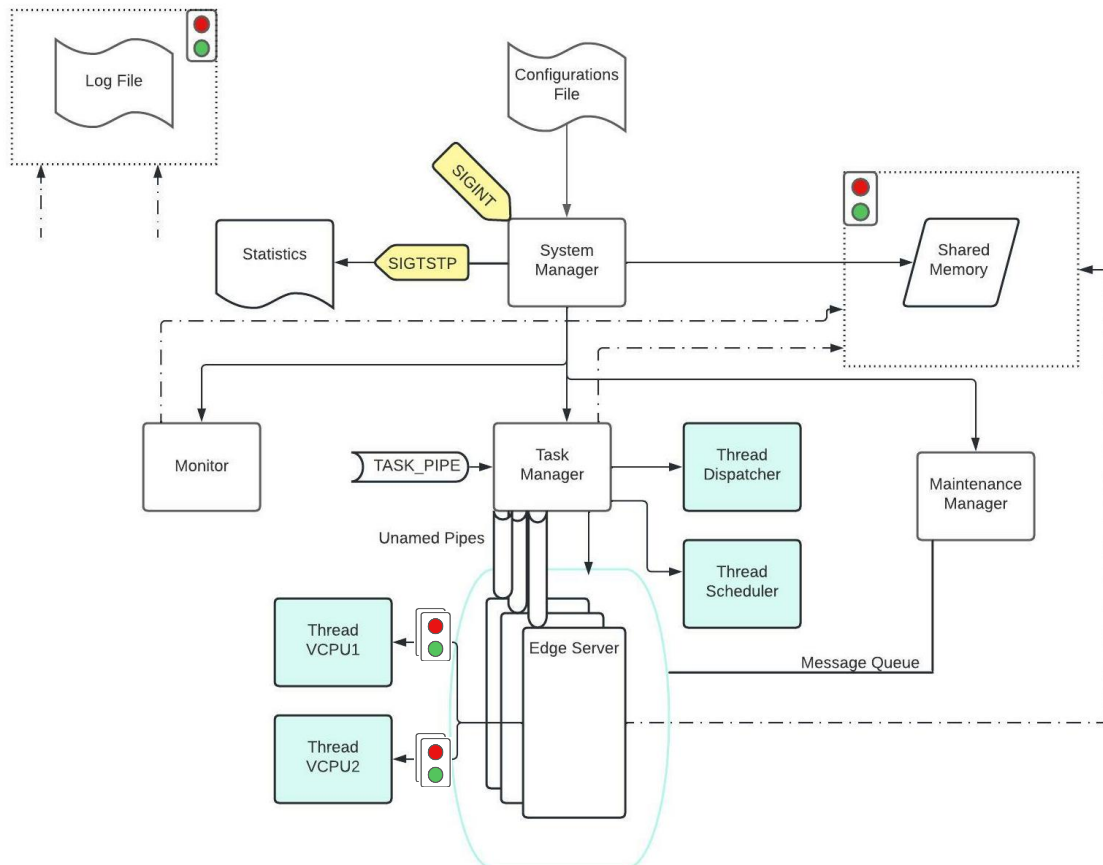 Log File
Configurations
File
SIGINT
Statistics
SIGTSTP
System
Manager
Shared
Memory
Monitor
TASK_PIPE
Task
Manager
Thread
Dispatcher
Maintenance
Manager
Unamed Pipes
Thread
Scheduler
Thread
VCPU1
Edge Server
Message Queue
Thread
VCPU2